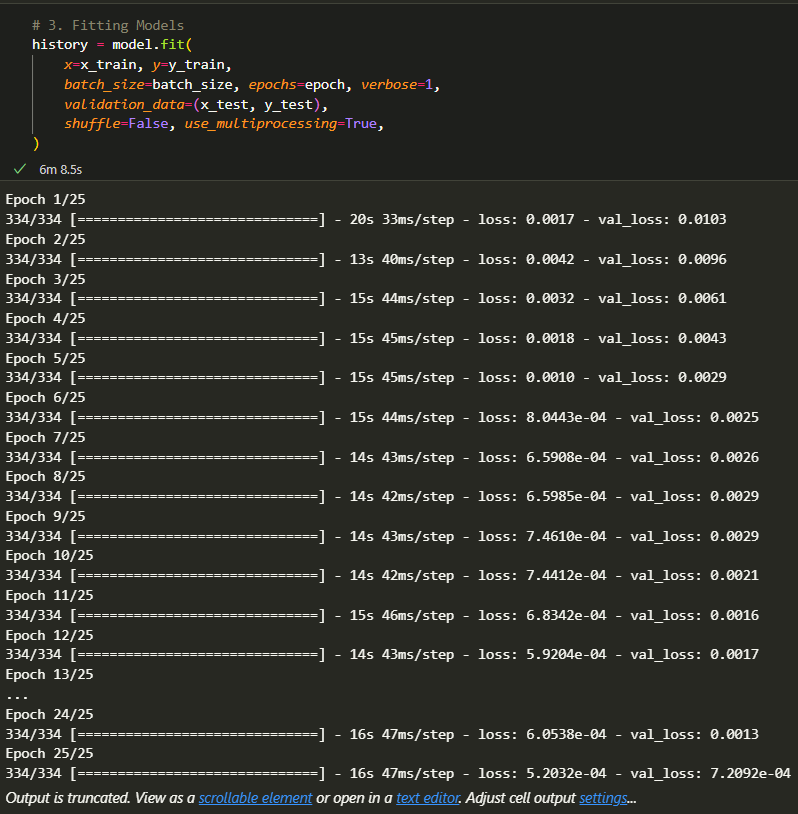 # 3. Fitting Models
history = model.fit(
x=x_train, y=y_train,
batch_size=batch_size, epochs=epoch, verbose=1,
validation_data=(x_test, y_test),
shuffle=False, use_multiprocessing=True,
)
6m 8.5s
Epoch 1/25
334/334 [==============================] - 20s 33ms/step - loss: 0.0017 - val_loss: 0.0103
Epoch 2/25
334/334 [==============================] - 13s 40ms/step - loss: 0.0042 - val_loss: 0.0096
Epoch 3/25
334/334 [==============================] - 15s 44ms/step - loss: 0.0032 - val_loss: 0.0061
Epoch 4/25
334/334 [==============================] - 15s 45ms/step - loss: 0.0018 - val_loss: 0.0043
Epoch 5/25
334/334 [==============================] - 15s 45ms/step - loss: 0.0010 - val_loss: 0.0029
Epoch 6/25
334/334 [==============================] - 15s 44ms/step - loss: 8.0443e-04 - val_loss: 0.0025
Epoch 7/25
334/334 [==============================] - 14s 43ms/step - loss: 6.5908e-04 - val_loss: 0.0026
Epoch 8/25
334/334 [==============================] - 14s 42ms/step - loss: 6.5985e-04 - val_loss: 0.0029
Epoch 9/25
334/334 [==============================] - 14s 43ms/step - loss: 7.4610e-04 - val_loss: 0.0029
Epoch 10/25
334/334 [==============================] - 14s 42ms/step - loss: 7.4412e-04 - val_loss: 0.0021
Epoch 11/25
334/334 [==============================] - 15s 46ms/step - loss: 6.8342e-04 - val_loss: 0.0016
Epoch 12/25
334/334 [==============================] - 14s 43ms/step - loss: 5.9204e-04 - val_loss: 0.0017
Epoch 13/25
...
Epoch 24/25
334/334 [==============================] - 16s 47ms/step - loss: 6.0538e-04 - val_loss: 0.0013
Epoch 25/25
334/334 [==============================] - 16s 47ms/step - loss: 5.2032e-04 - val_loss: 7.2092e-04
Output is truncated. View as a scrollable element or open in a text editor. Adjust cell output settings...